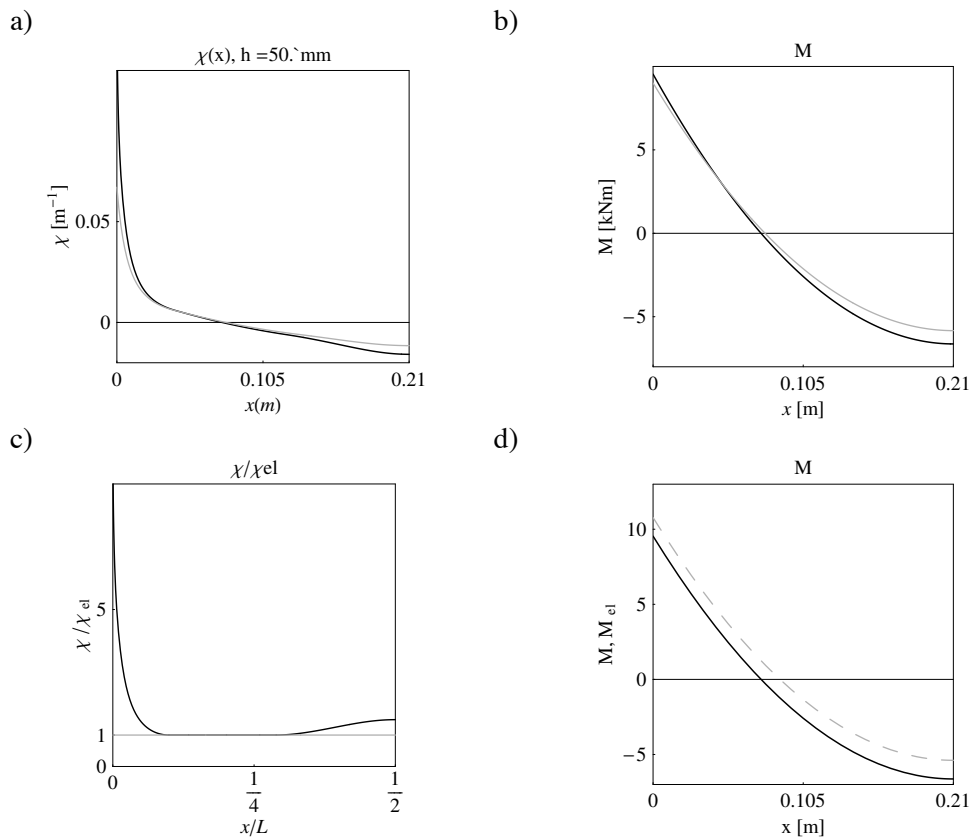 a)
χ(x), h =50.`mm
χ [m⁻¹]
0.05
0
0
0.105
0.21
x(m)
b)
M
M [kNm]
5
0
−5
0
0.105
0.21
x [m]
c)
χ/χel
χ/χ el
5
1
0
0
1/4
1/2
x/L
d)
M
M, M el
10
5
0
−5
0
0.105
0.21
x [m]